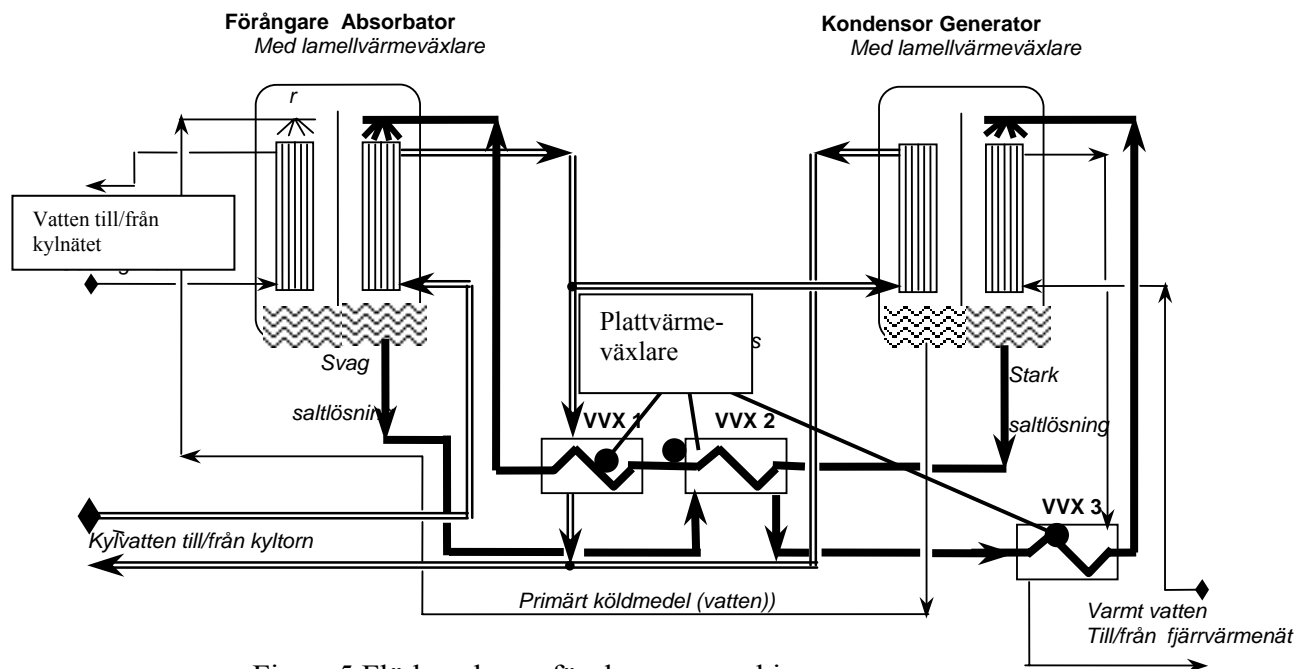 Förångare Absorbator
Med lamellvärmeväxlare
Kondensor Generator
Med lamellvärmeväxlare
r
Vatten till/från
kylnätet
Plattvärme-
växlare
s
Svag
saltlösning
Stark
saltlösning
VVX 1
VVX 2
VVX 3
Kylvatten till/från kyltorn
Primärt köldmedel (vatten))
Varmt vatten
Till/från fjärrvärmenät